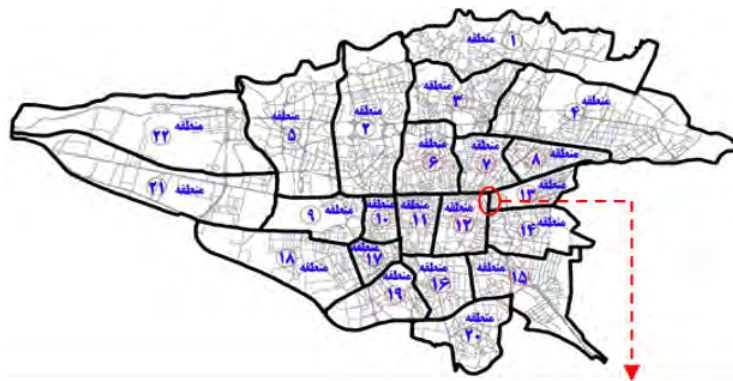 منطقه ۱
منطقه ۳
منطقه ۴
منطقه ۲
منطقه ۵
منطقه ۲۲
منطقه ۶
منطقه ۷
منطقه ۸
منطقه ۲۱
منطقه ۱۳
منطقه ۹
منطقه ۱۰
منطقه ۱۱
منطقه ۱۲
منطقه ۱۴
منطقه ۱۸
منطقه ۱۷
منطقه ۱۶
منطقه ۱۵
منطقه ۱۹
منطقه ۲۰